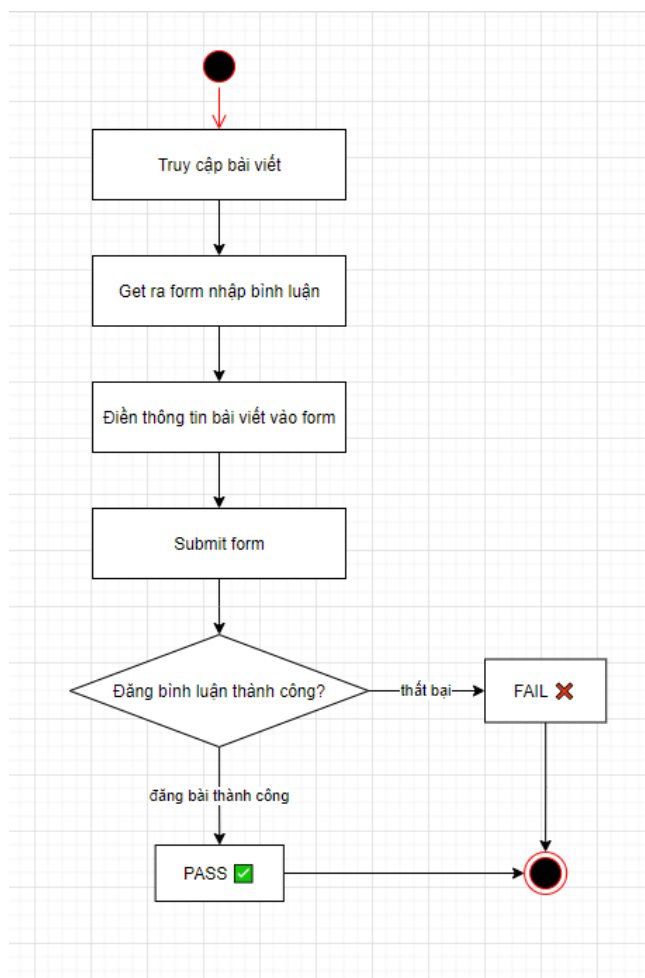 Truy cập bài viết
Get ra form nhập bình luận
Điền thông tin bài viết vào form
Submit form
Đăng bình luận thành công?
thất bại
FAIL ❌
đăng bài thành công
PASS ✅